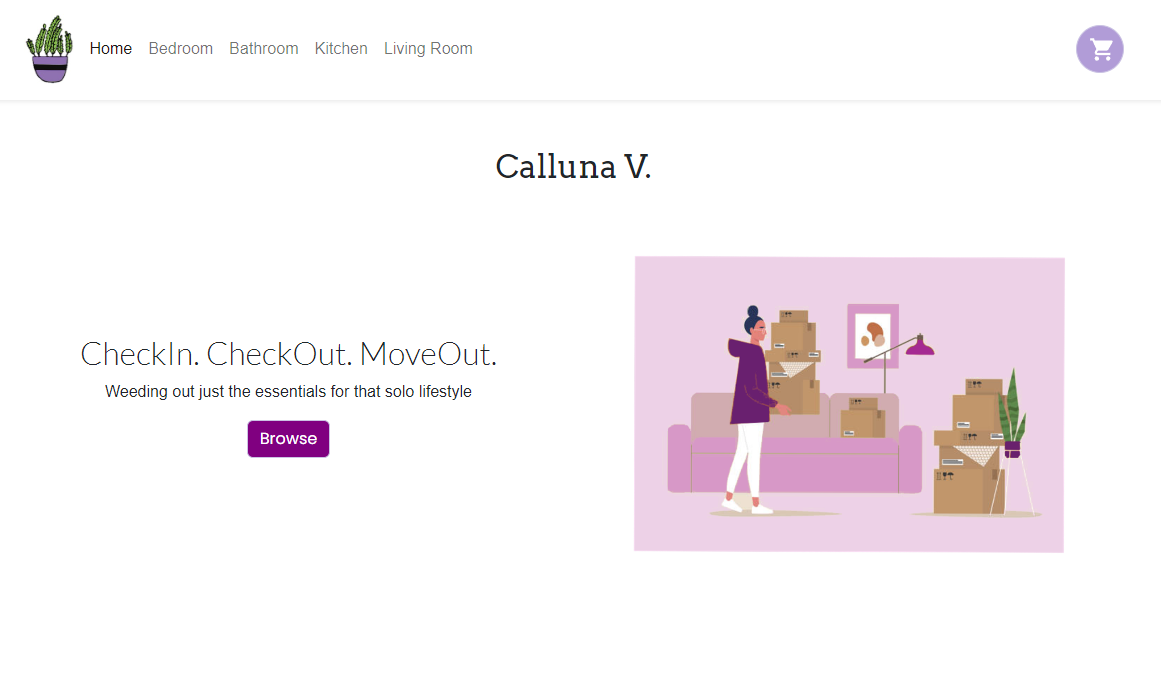 Home Bedroom Bathroom Kitchen Living Room
Calluna V.
CheckIn. CheckOut. MoveOut.
Weeding out just the essentials for that solo lifestyle
Browse